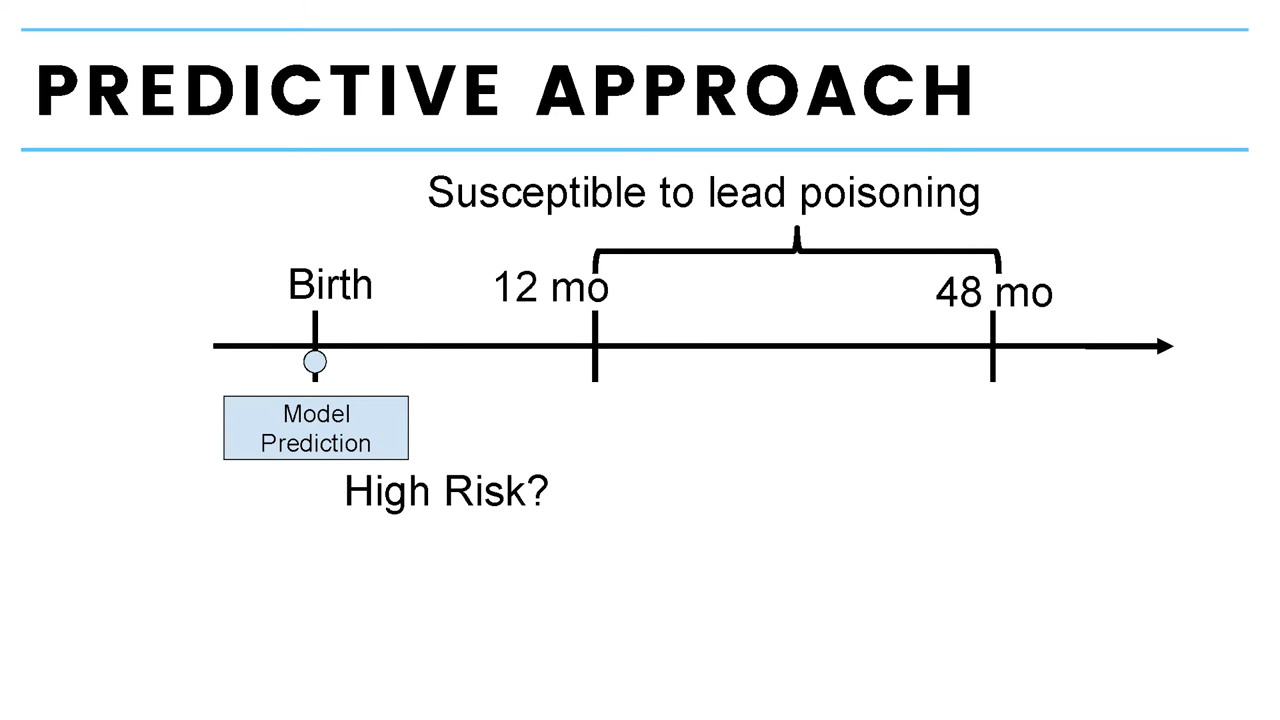 PREDICTIVE APPROACH
Susceptible to lead poisoning
Birth
12 mo
48 mo
Model
Prediction
High Risk?